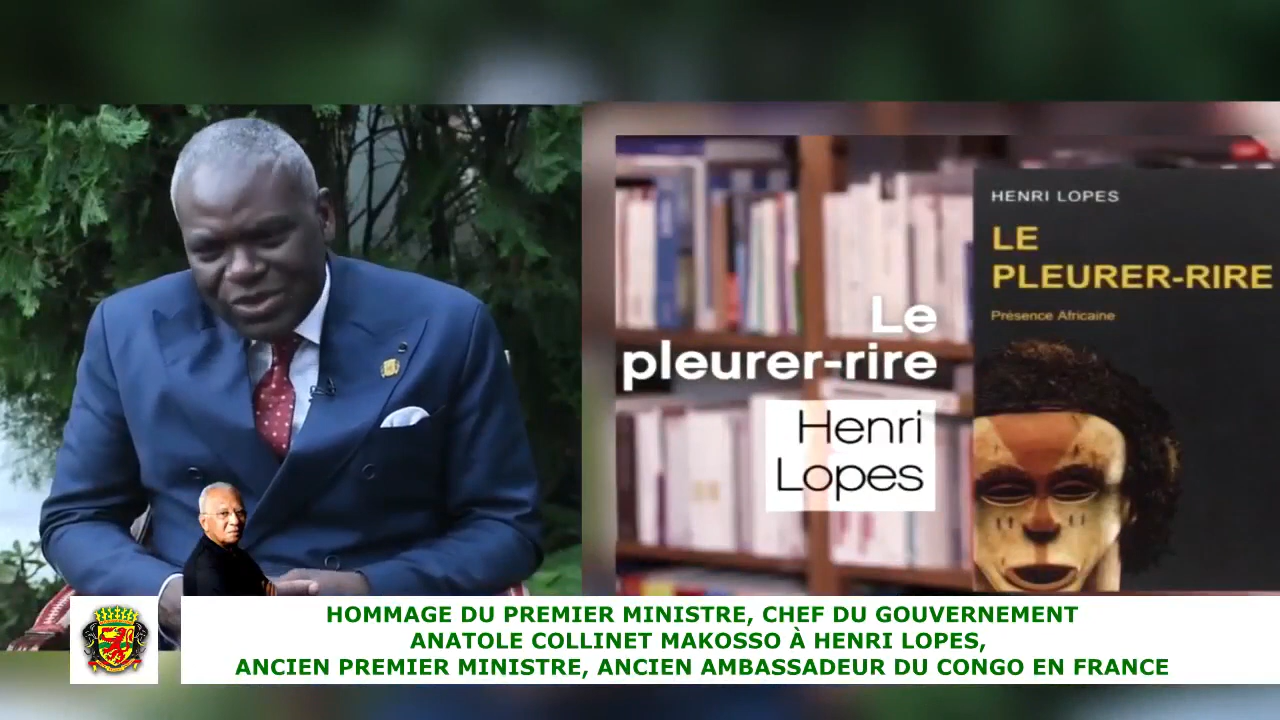 HENRI LOPES
LE
PLEURER-RIRE
Présence Africaine
Le
pleurer-rire
Henri
Lopes
HOMMAGE DU PREMIER MINISTRE, CHEF DU GOUVERNEMENT
ANATOLE COLLINET MAKOSSO À HENRI LOPES,
ANCIEN PREMIER MINISTRE, ANCIEN AMBASSADEUR DU CONGO EN FRANCE